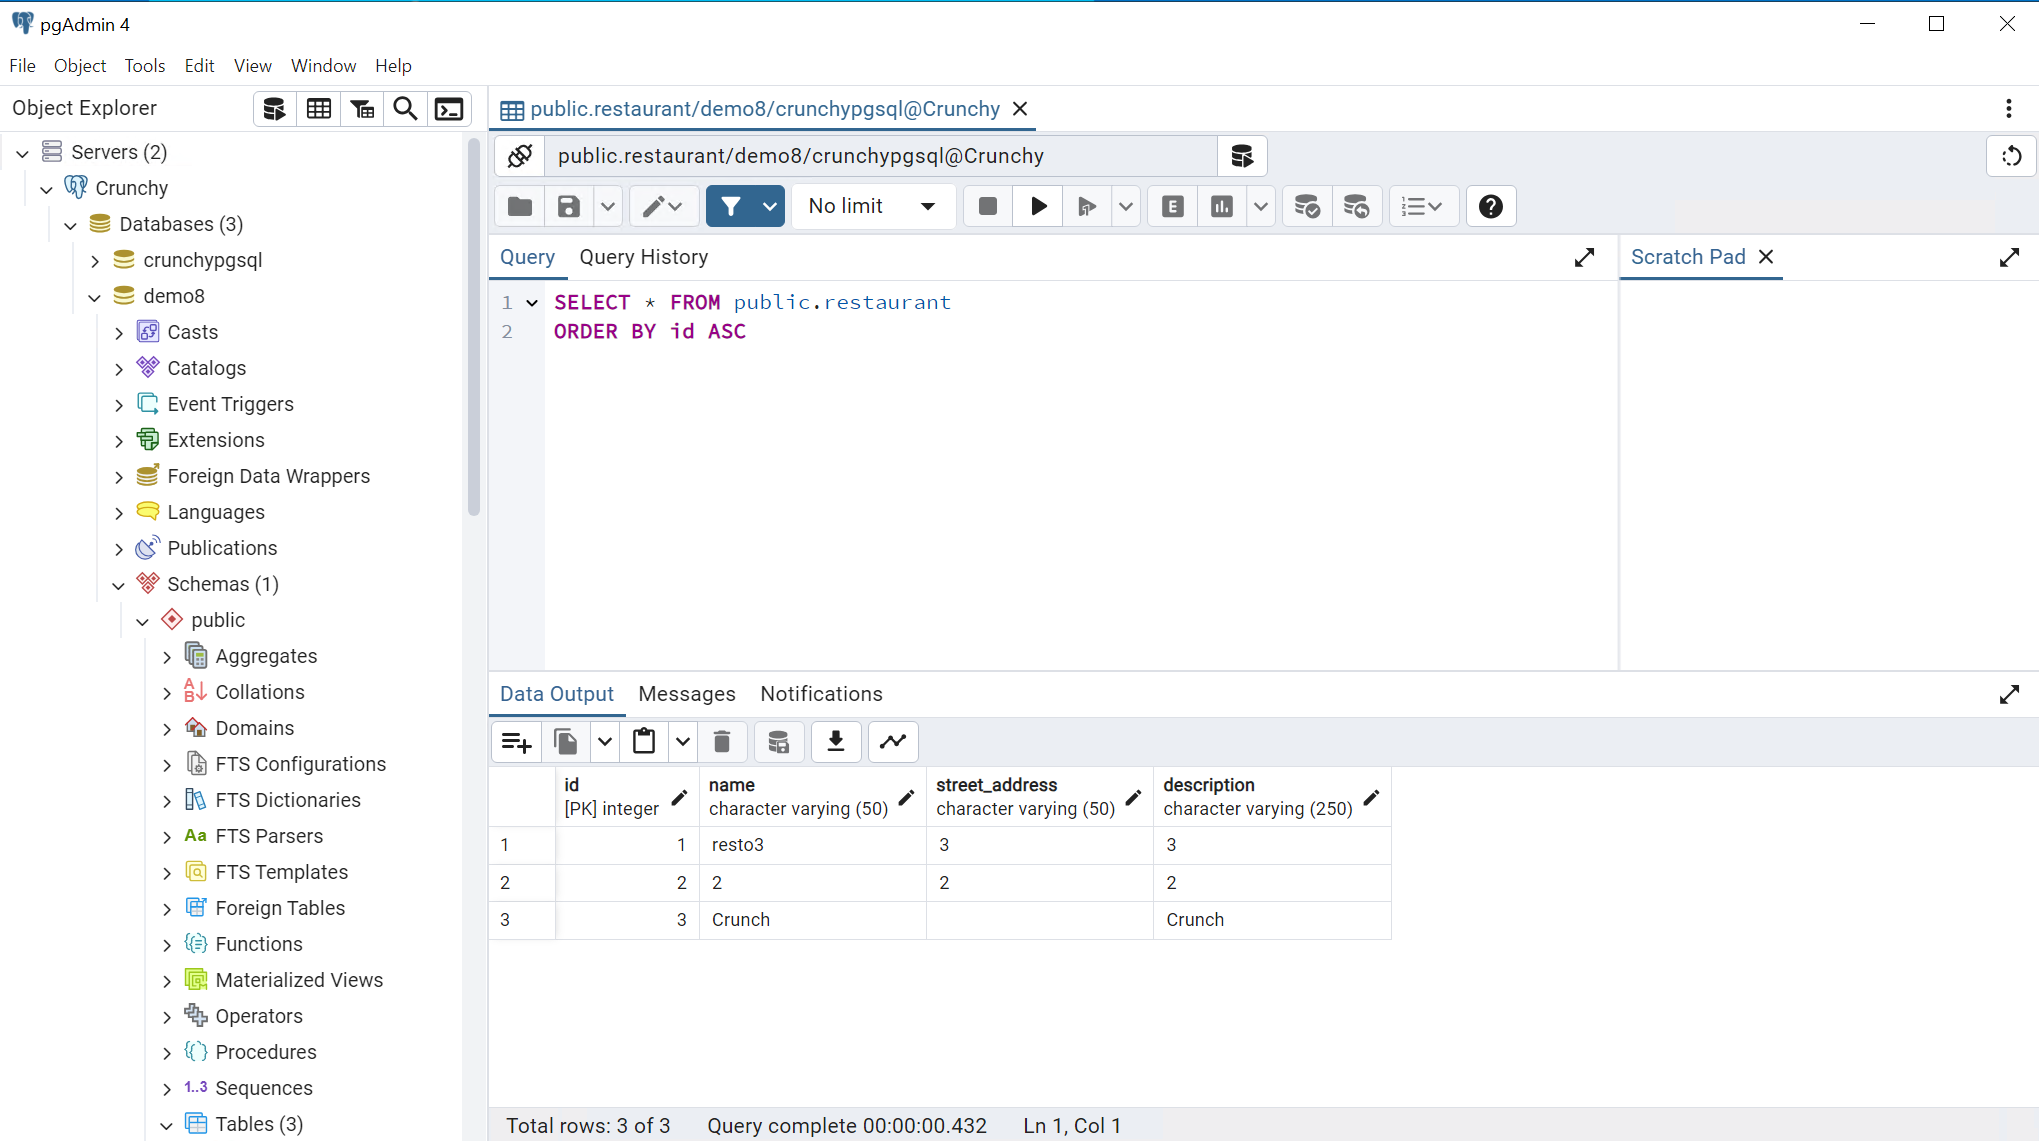 pgAdmin 4
File Object Tools Edit View Window Help
Object Explorer
Servers (2)
Crunchy
Databases (3)
crunchypgsql
demo8
Casts
Catalogs
Event Triggers
Extensions
Foreign Data Wrappers
Languages
Publications
Schemas (1)
public
Aggregates
Collations
Domains
FTS Configurations
FTS Dictionaries
Aa FTS Parsers
FTS Templates
Foreign Tables
Functions
Materialized Views
Operators
Procedures
1..3 Sequences
Tables (3)
public.restaurant/demo8/crunchypgsql@Crunchy
public.restaurant/demo8/crunchypgsql@Crunchy
No limit
E
Query Query History
Scratch Pad
1 SELECT * FROM public.restaurant
2 ORDER BY id ASC
Data Output Messages Notifications
id name street_address description
[PK] integer character varying (50) character varying (50) character varying (250)
1 1 resto3 3 3
2 2 2 2 2
3 3 Crunch Crunch
Total rows: 3 of 3 Query complete 00:00:00.432 Ln 1, Col 1